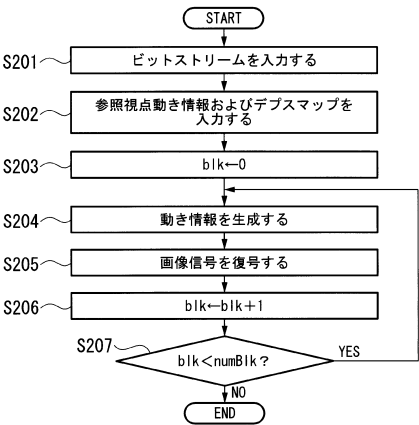 START
S201
ビットストリームを入力する
S202
参照視点動き情報およびデプスマップを
入力する
S203
blk←0
S204
動き情報を生成する
S205
画像信号を復号する
S206
blk←blk+1
S207
blk<numBlk?
YES
NO
END